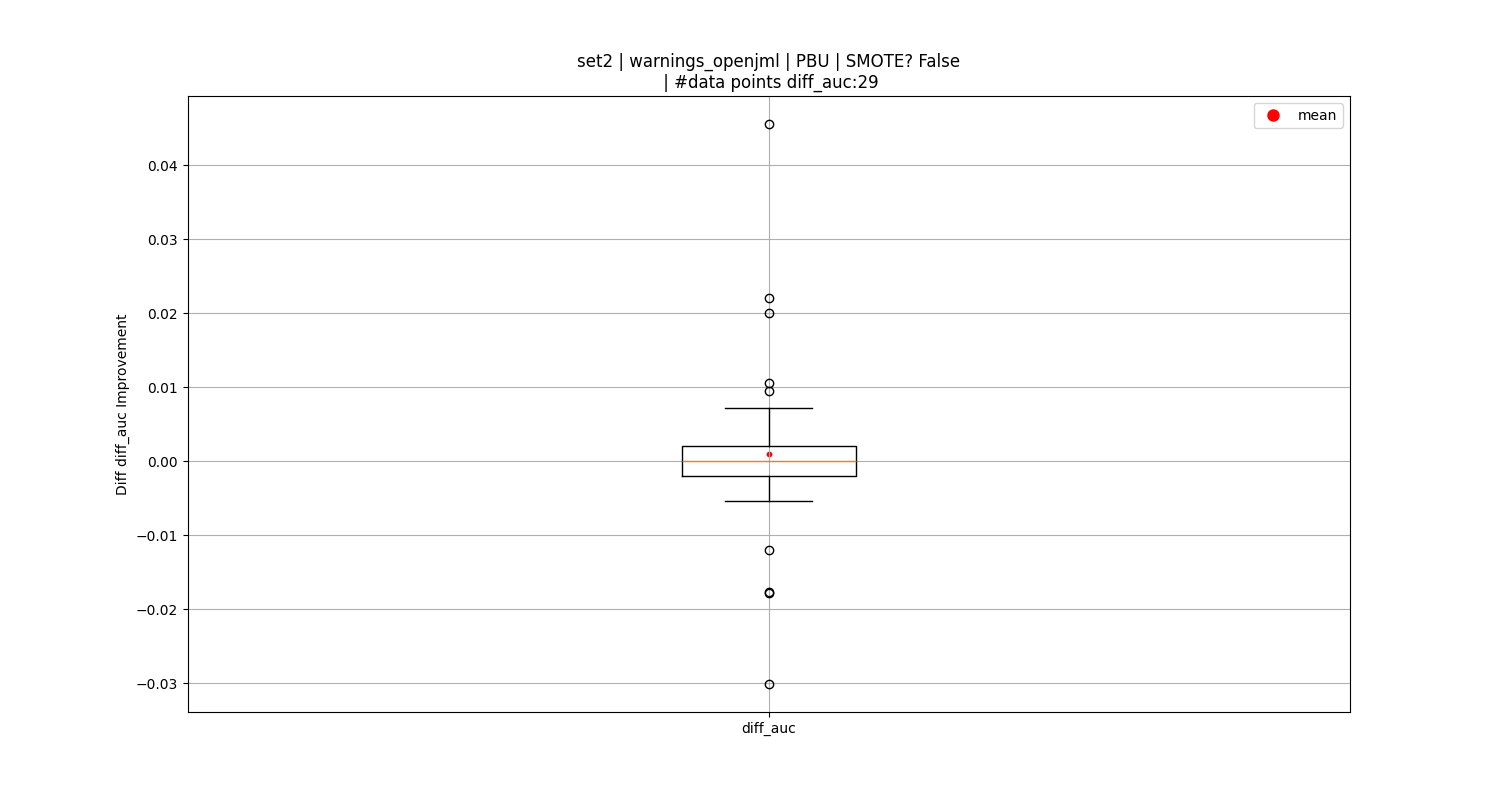 set2 | warnings_openjml | PBU | SMOTE? False
| #data points diff_auc:29
mean
0.04
0.03
0.02
0.01
0.00
−0.01
−0.02
−0.03
Diff diff_auc Improvement
diff_auc